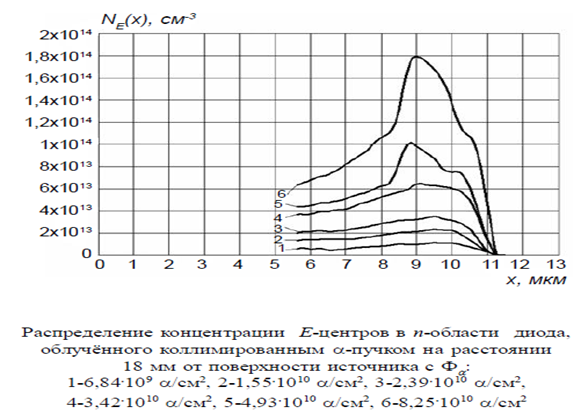 N_E(x), см-3
2x10¹⁴
1,8x10¹⁴
1,6x10¹⁴
1,4x10¹⁴
1,2x10¹⁴
1x10¹⁴
8x10¹³
6x10¹³
4x10¹³
2x10¹³
0
6
5
4
3
2
1
0 1 2 3 4 5 6 7 8 9 10 11 12 13
x, мкм
Распределение концентрации E-центров в n-области диода,
облучённого коллимированным α-пучком на расстоянии
18 мм от поверхности источника с Φα:
1-6,84·10⁹ α/см², 2-1,55·10¹⁰ α/см², 3-2,39·10¹⁰ α/см²,
4-3,42·10¹⁰ α/см², 5-4,93·10¹⁰ α/см², 6-8,25·10¹⁰ α/см²